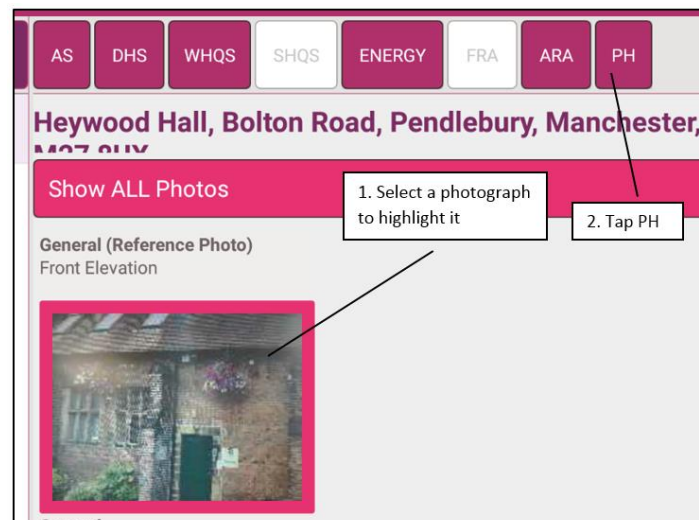 AS DHS WHQS SHQS ENERGY FRA ARA PH
Heywood Hall, Bolton Road, Pendlebury, Manchester,
Show ALL Photos
1. Select a photograph
to highlight it
2. Tap PH
General (Reference Photo)
Front Elevation